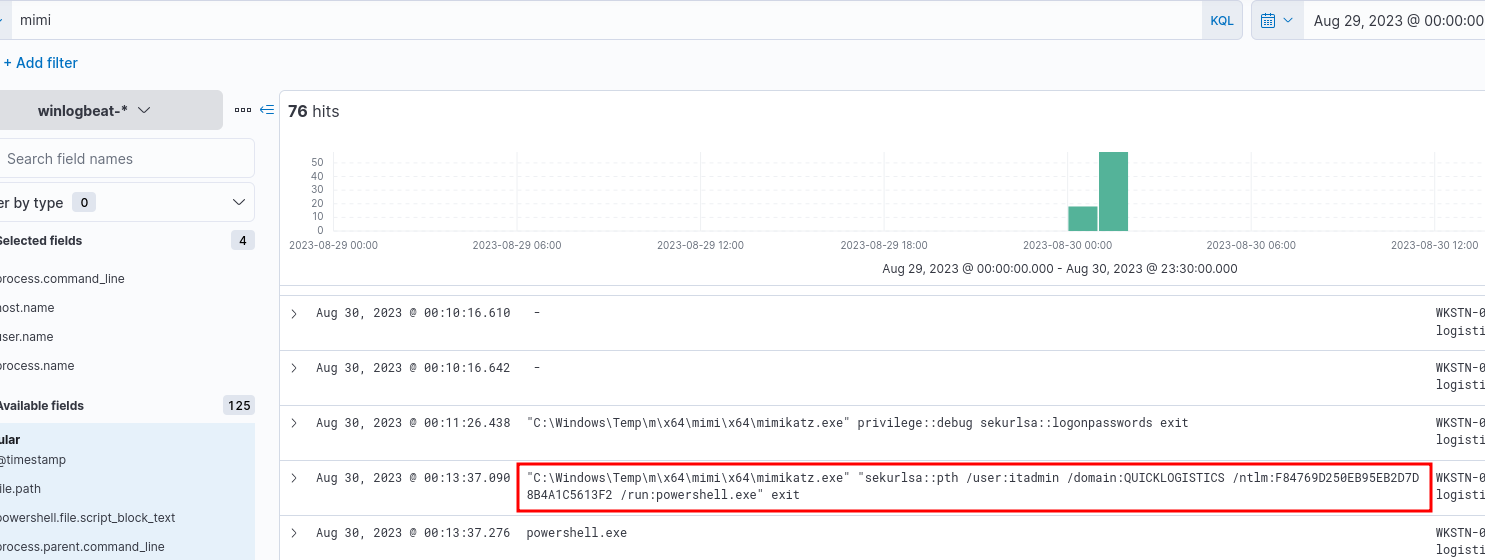 mimi
KQL
Aug 29, 2023 @ 00:00:00
+ Add filter
winlogbeat-*
Search field names
er by type 0
Selected fields 4
process.command_line
host.name
user.name
process.name
Available fields 125
ular
@timestamp
file.path
powershell.file.script_block_text
process.parent.command_line
76 hits
50
40
30
20
10
0
2023-08-29 00:00 2023-08-29 06:00 2023-08-29 12:00 2023-08-29 18:00 2023-08-30 00:00 2023-08-30 06:00 2023-08-30 12:00
Aug 29, 2023 @ 00:00:00.000 - Aug 30, 2023 @ 23:30:00.000
Aug 30, 2023 @ 00:10:16.610 - WKSTN-0
logisti
Aug 30, 2023 @ 00:10:16.642 - WKSTN-0
logisti
Aug 30, 2023 @ 00:11:26.438 "C:\Windows\Temp\m\x64\mimi\x64\mimikatz.exe" privilege::debug sekurlsa::logonpasswords exit WKSTN-0
logisti
Aug 30, 2023 @ 00:13:37.090 "C:\Windows\Temp\m\x64\mimi\x64\mimikatz.exe" "sekurlsa::pth /user:itadmin /domain:QUICKLOGISTICS /ntlm:F84769D250EB95EB2D7D WKSTN-0
8B4A1C5613F2 /run:powershell.exe" exit logisti
Aug 30, 2023 @ 00:13:37.276 powershell.exe WKSTN-0
logisti